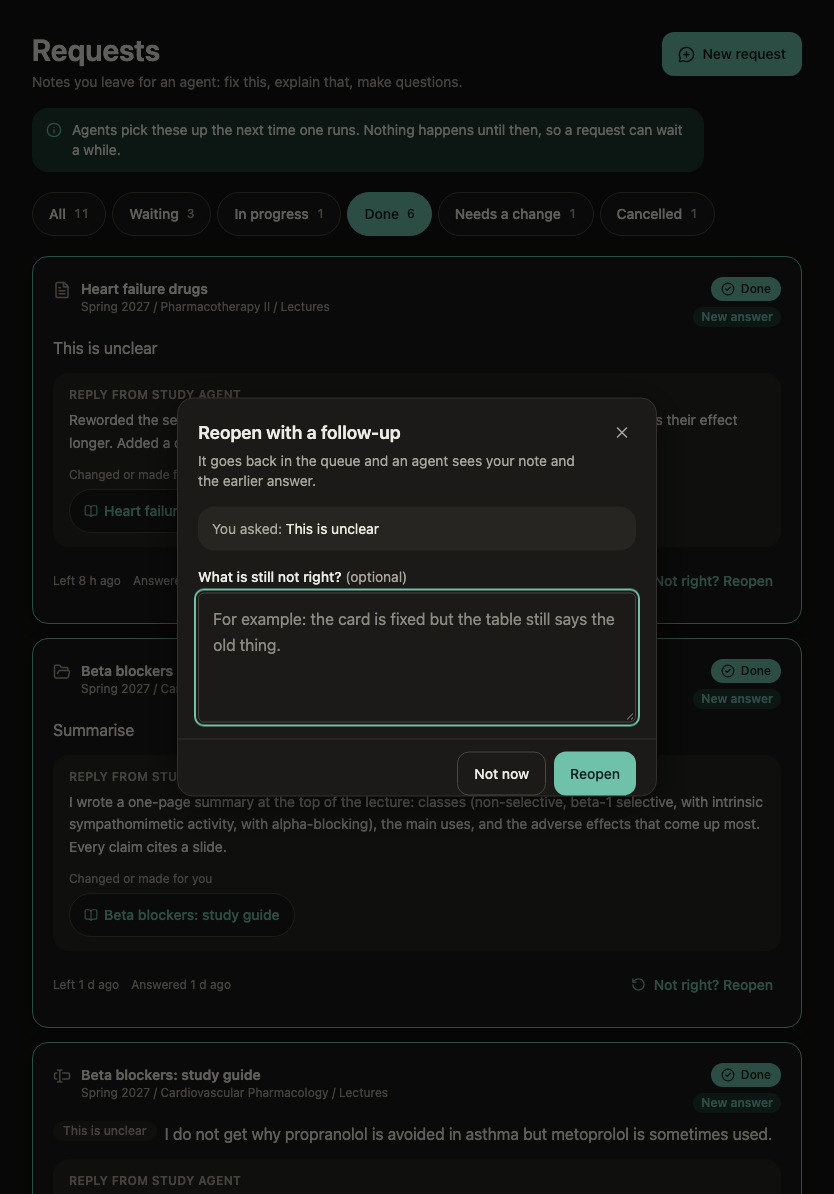 Requests
New request
Notes you leave for an agent: fix this, explain that, make questions.
Agents pick these up the next time one runs. Nothing happens until then, so a request can wait
a while.
All 11
Waiting 3
In progress 1
Done 6
Needs a change 1
Cancelled 1
Heart failure drugs
Done
Spring 2027 / Pharmacotherapy II / Lectures
New answer
This is unclear
REPLY FROM STUDY AGENT
Reworded the
their effect
longer. Added a
Changed or made
Heart
Left 8 h ago
Not right? Reopen
Reopen with a follow-up
It goes back in the queue and an agent sees your note and
the earlier answer.
You asked: This is unclear
What is still not right? (optional)
For example: the card is fixed but the table still says the
old thing.
Not now
Reopen
Beta blockers
Done
Spring 2027 /
New answer
Summarise
REPLY FROM
I wrote a one-page summary at the top of the lecture: classes (non-selective, beta-1 selective, with intrinsic
sympathomimetic activity, with alpha-blocking), the main uses, and the adverse effects that come up most.
Every claim cites a slide.
Changed or made for you
Beta blockers: study guide
Left 1 d ago Answered 1 d ago
Not right? Reopen
Beta blockers: study guide
Done
Spring 2027 / Cardiovascular Pharmacology / Lectures
New answer
This is unclear
I do not get why propranolol is avoided in asthma but metoprolol is sometimes used.
REPLY FROM STUDY AGENT